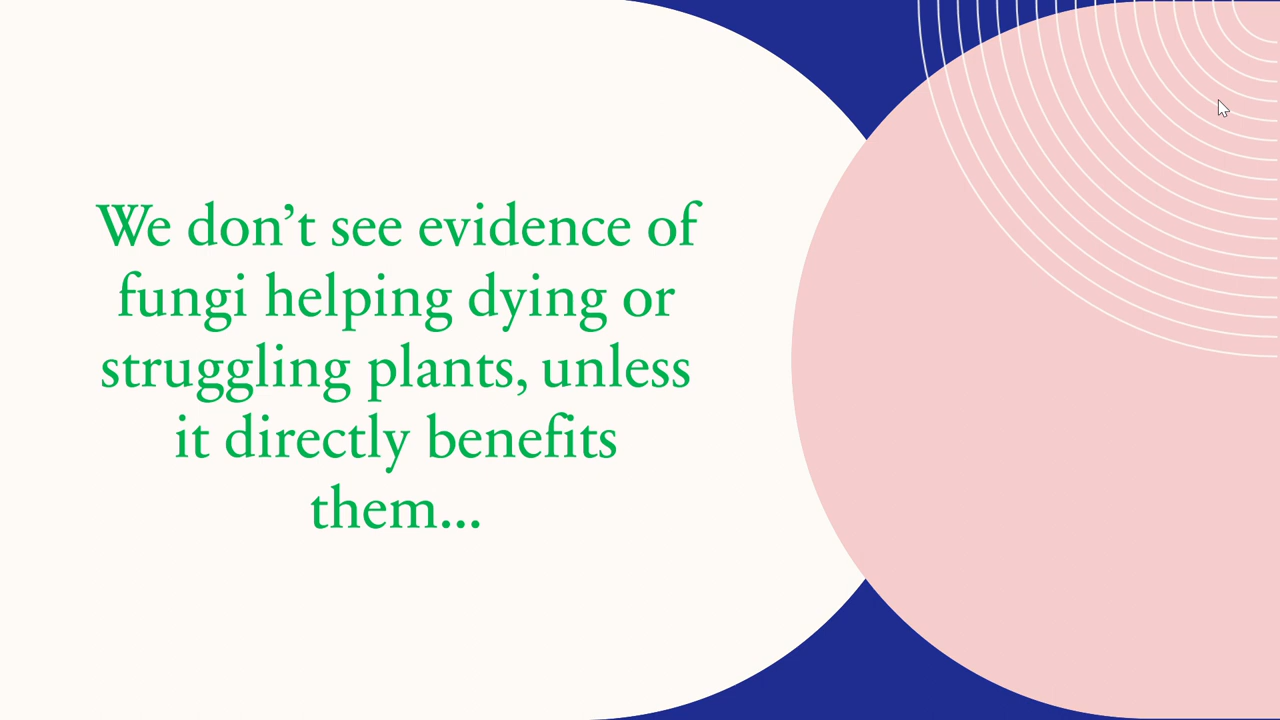 We don’t see evidence of
fungi helping dying or
struggling plants, unless
it directly benefits
them...